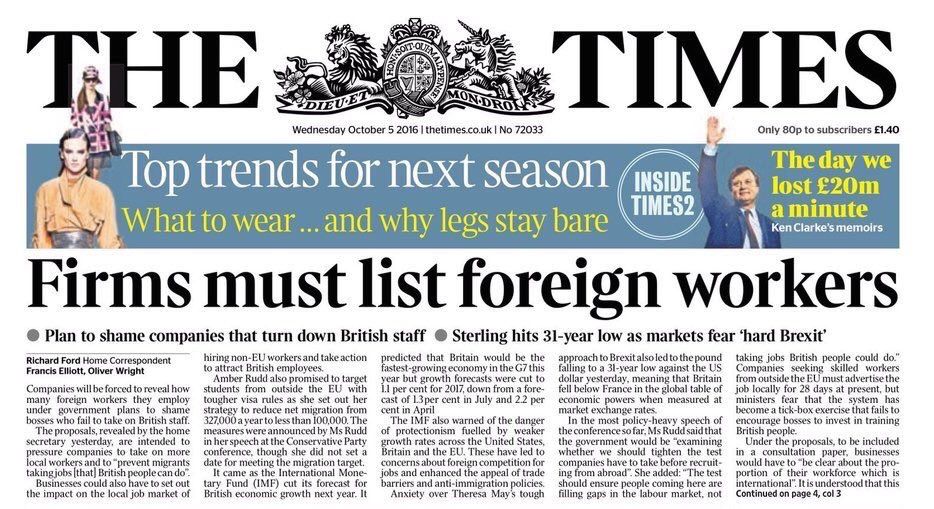 THE TIMES
HONI·SOIT·QUI·MAL·Y·PENSE
DIEU·ET MON·DROIT
Wednesday October 5 2016 | thetimes.co.uk | No 72033
Only 80p to subscribers £1.40
Top trends for next season
What to wear ... and why legs stay bare
INSIDE
TIMES2
The day we
lost £20m
a minute
Ken Clarke's memoirs
Firms must list foreign workers
● Plan to shame companies that turn down British staff ● Sterling hits 31-year low as markets fear ‘hard Brexit’
Richard Ford Home Correspondent
Francis Elliott, Oliver Wright
Companies will be forced to reveal how
many foreign workers they employ
under government plans to shame
bosses who fail to take on British staff.
The proposals, revealed by the home
secretary yesterday, are intended to
pressure companies to take on more
local workers and to “prevent migrants
taking jobs [that] British people can do”.
Businesses could also have to set out
the impact on the local job market of
hiring non-EU workers and take action
to attract British employees.
Amber Rudd also promised to target
students from outside the EU with
tougher visa rules as she set out her
strategy to reduce net migration from
327,000 a year to less than 100,000. The
measures were announced by Ms Rudd
in her speech at the Conservative Party
conference, though she did not set a
date for meeting the migration target.
It came as the International Mone-
tary Fund (IMF) cut its forecast for
British economic growth next year. It
predicted that Britain would be the
fastest-growing economy in the G7 this
year but growth forecasts were cut to
1.1 per cent for 2017, down from a fore-
cast of 1.3 per cent in July and 2.2 per
cent in April
The IMF also warned of the danger
of protectionism fuelled by weaker
growth rates across the United States,
Britain and the EU. These have led to
concerns about foreign competition for
jobs and enhanced the appeal of trade
barriers and anti-immigration policies.
Anxiety over Theresa May’s tough
approach to Brexit also led to the pound
falling to a 31-year low against the US
dollar yesterday, meaning that Britain
fell below France in the global table of
economic powers when measured at
market exchange rates.
In the most policy-heavy speech of
the conference so far, Ms Rudd said that
the government would be “examining
whether we should tighten the test
companies have to take before recruit-
ing from abroad”. She added: “The test
should ensure people coming here are
filling gaps in the labour market, not
taking jobs British people could do.”
Companies seeking skilled workers
from outside the EU must advertise the
job locally for 28 days at present, but
ministers fear that the system has
become a tick-box exercise that fails to
encourage bosses to invest in training
British people.
Under the proposals, to be included
in a consultation paper, businesses
would have to “be clear about the pro-
portion of their workforce which is
international”. It is understood that this
Continued on page 4, col 3